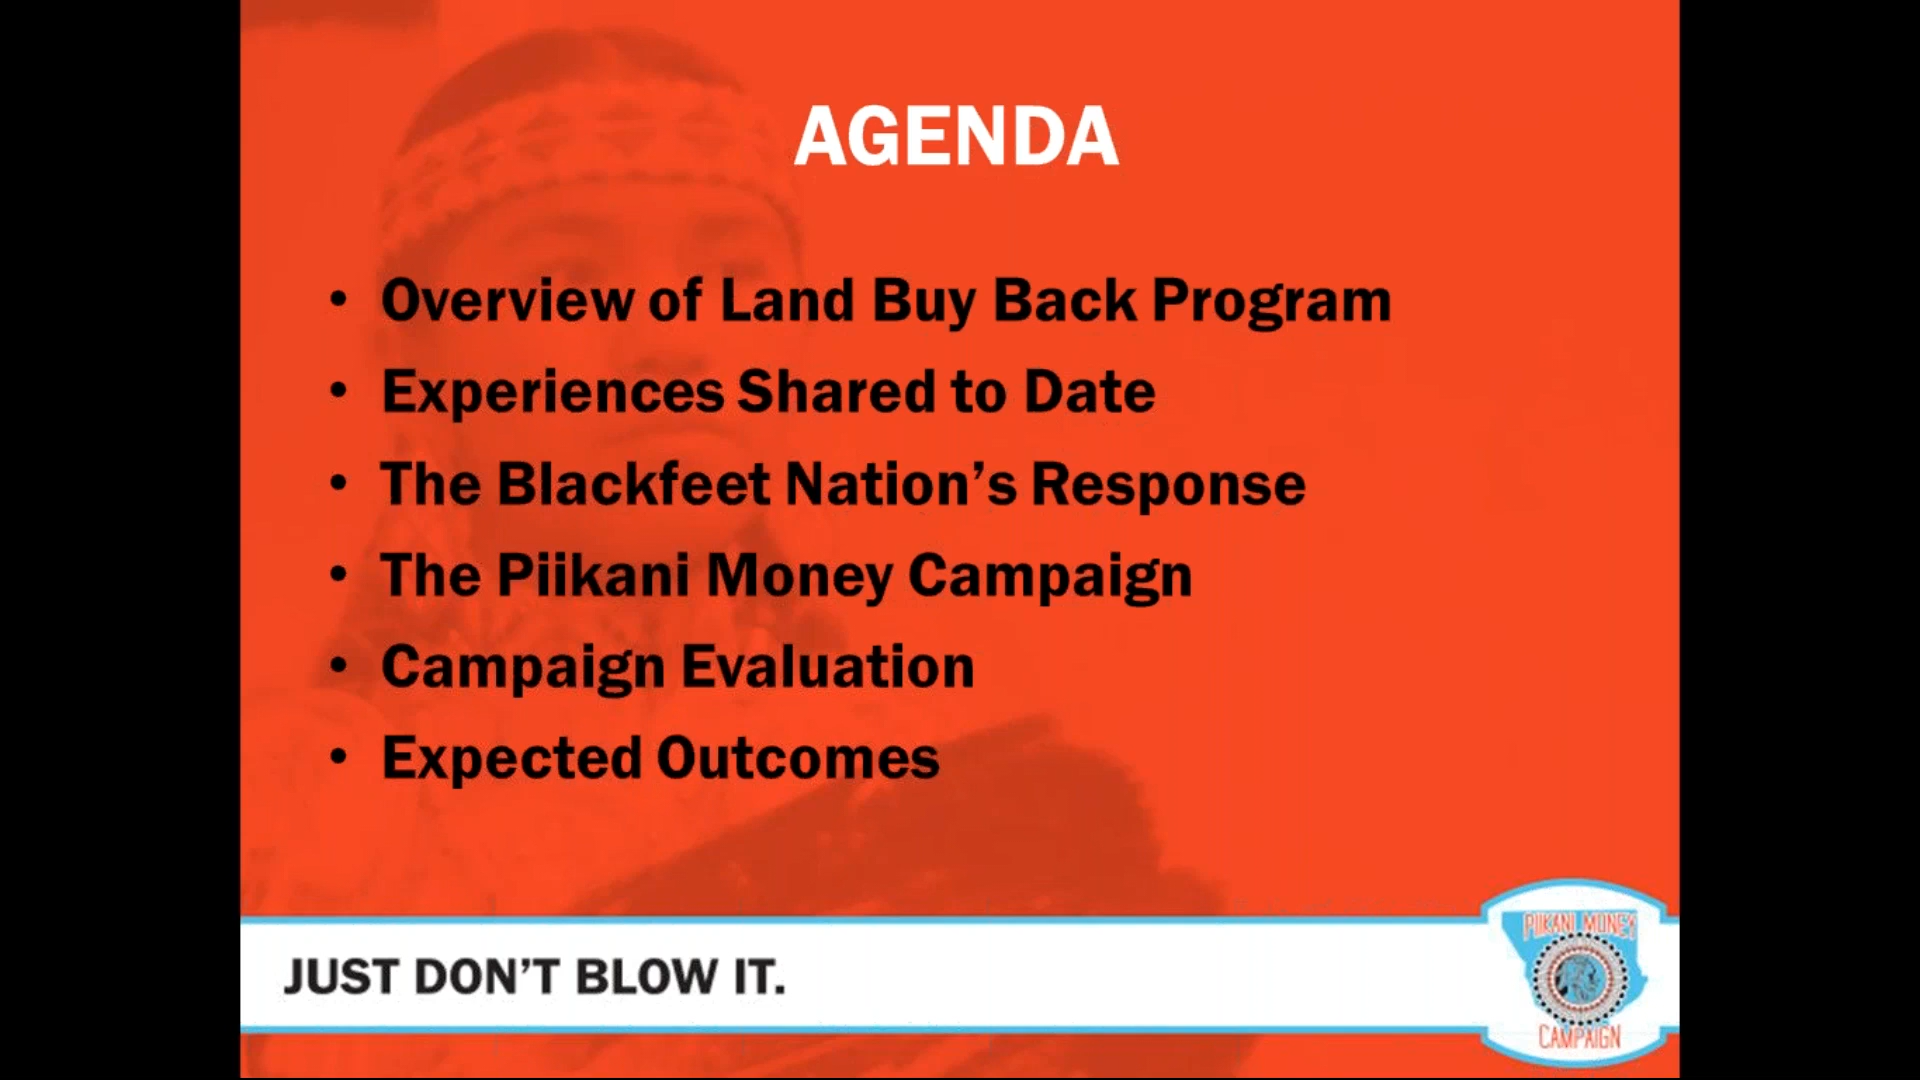 AGENDA
• Overview of Land Buy Back Program
• Experiences Shared to Date
• The Blackfeet Nation’s Response
• The Piikani Money Campaign
• Campaign Evaluation
• Expected Outcomes
JUST DON’T BLOW IT.
PIIKANI MONEY
CAMPAIGN